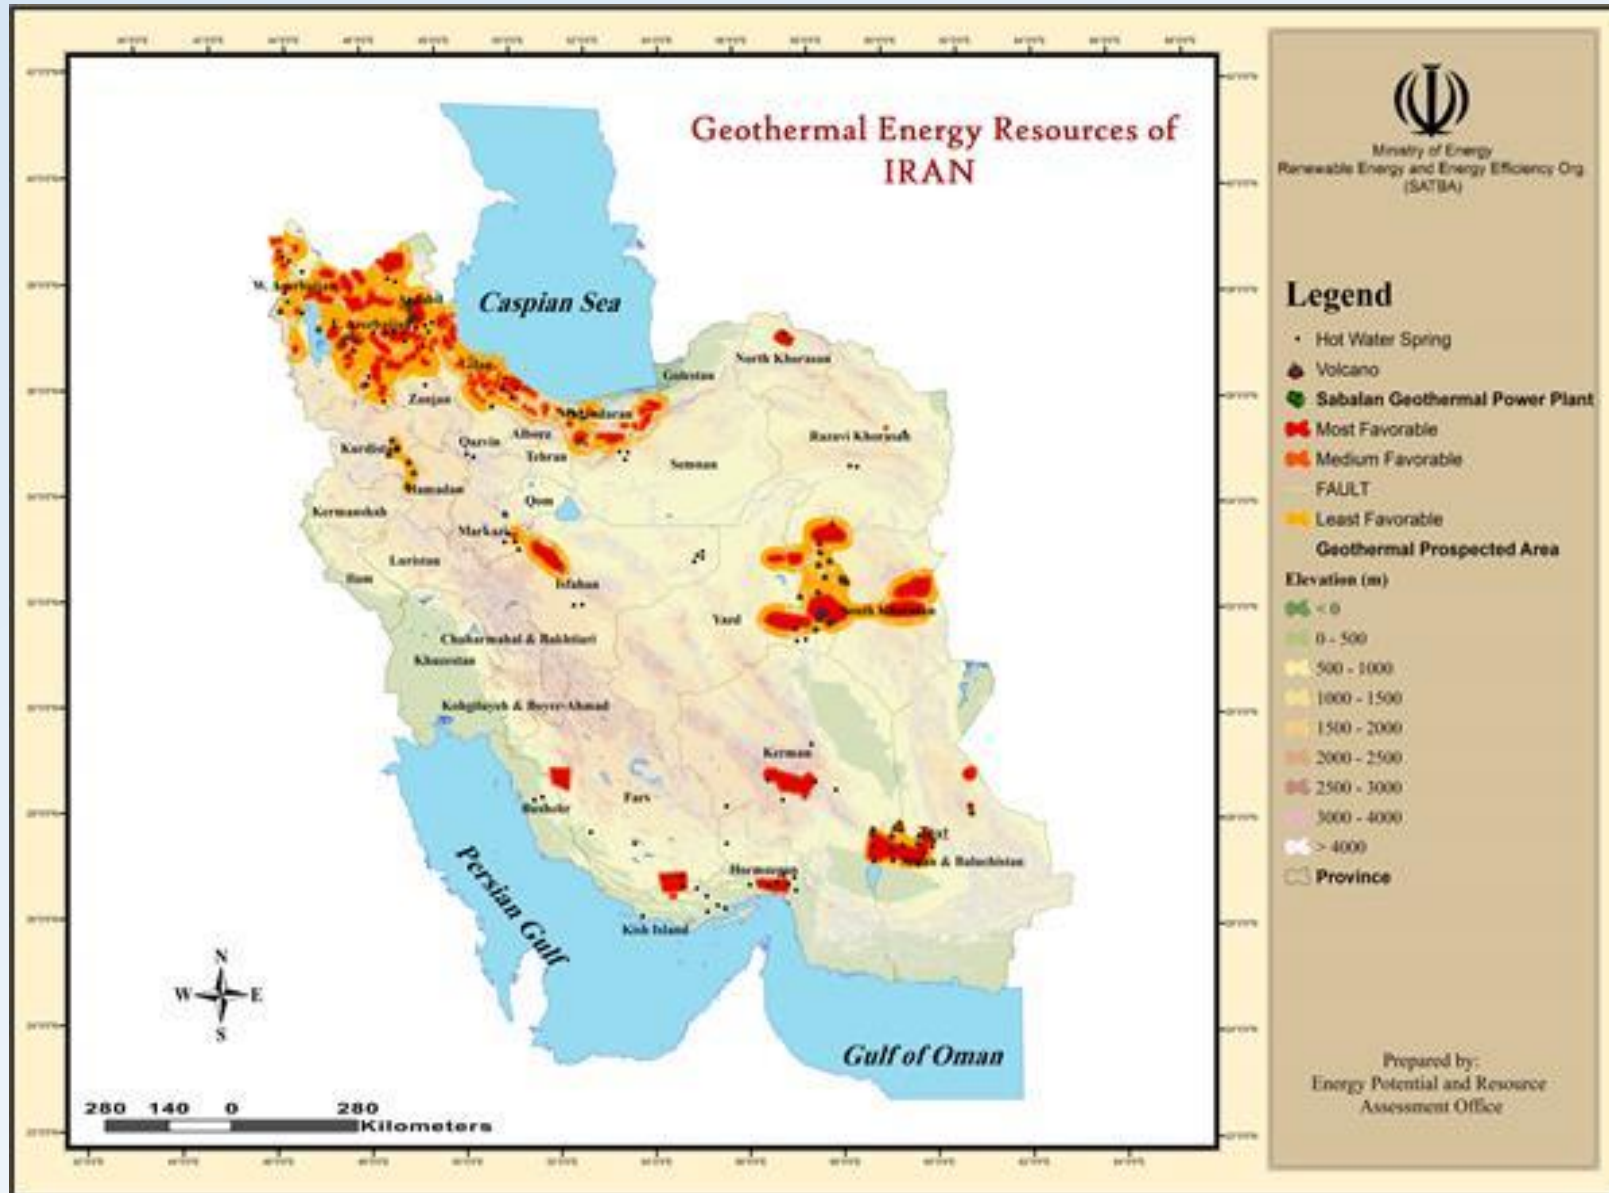 Geothermal Energy Resources of
IRAN
Caspian Sea
W. Azerbaijan
Gilan
Zanjan
Golestan
North Khorasan
Razavi Khorasan
Qazvin
Alborz
Tehran
Semnan
Hamadan
Qom
Kermanshah
Markazi
Luristan
Ilam
Isfahan
Yazd
South Khorasan
Chaharmahal & Bakhtiari
Khuzestan
Kohgiluyeh & Boyer-Ahmad
Kerman
Fars
Bushehr
Hormozgan
& Baluchistan
Kish Island
Persian Gulf
Gulf of Oman
N
W E
S
280 140 0 280
Kilometers
Ministry of Energy
Renewable Energy and Energy Efficiency Org.
(SATBA)
Legend
Hot Water Spring
Volcano
Sabalan Geothermal Power Plant
Most Favorable
Medium Favorable
FAULT
Least Favorable
Geothermal Prospected Area
Elevation (m)
< 0
0 - 500
500 - 1000
1000 - 1500
1500 - 2000
2000 - 2500
2500 - 3000
3000 - 4000
> 4000
Province
Prepared by:
Energy Potential and Resource
Assessment Office